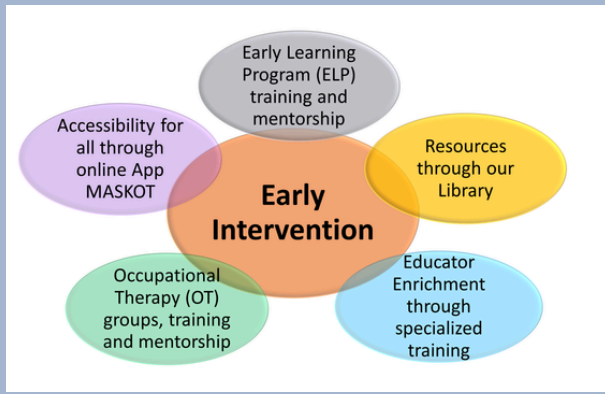 Early Learning
Program (ELP)
training and
mentorship
Accessibility for
all through
online App
MASKOT
Resources
through our
Library
Early
Intervention
Occupational
Therapy (OT)
groups, training
and mentorship
Educator
Enrichment
through
specialized
training